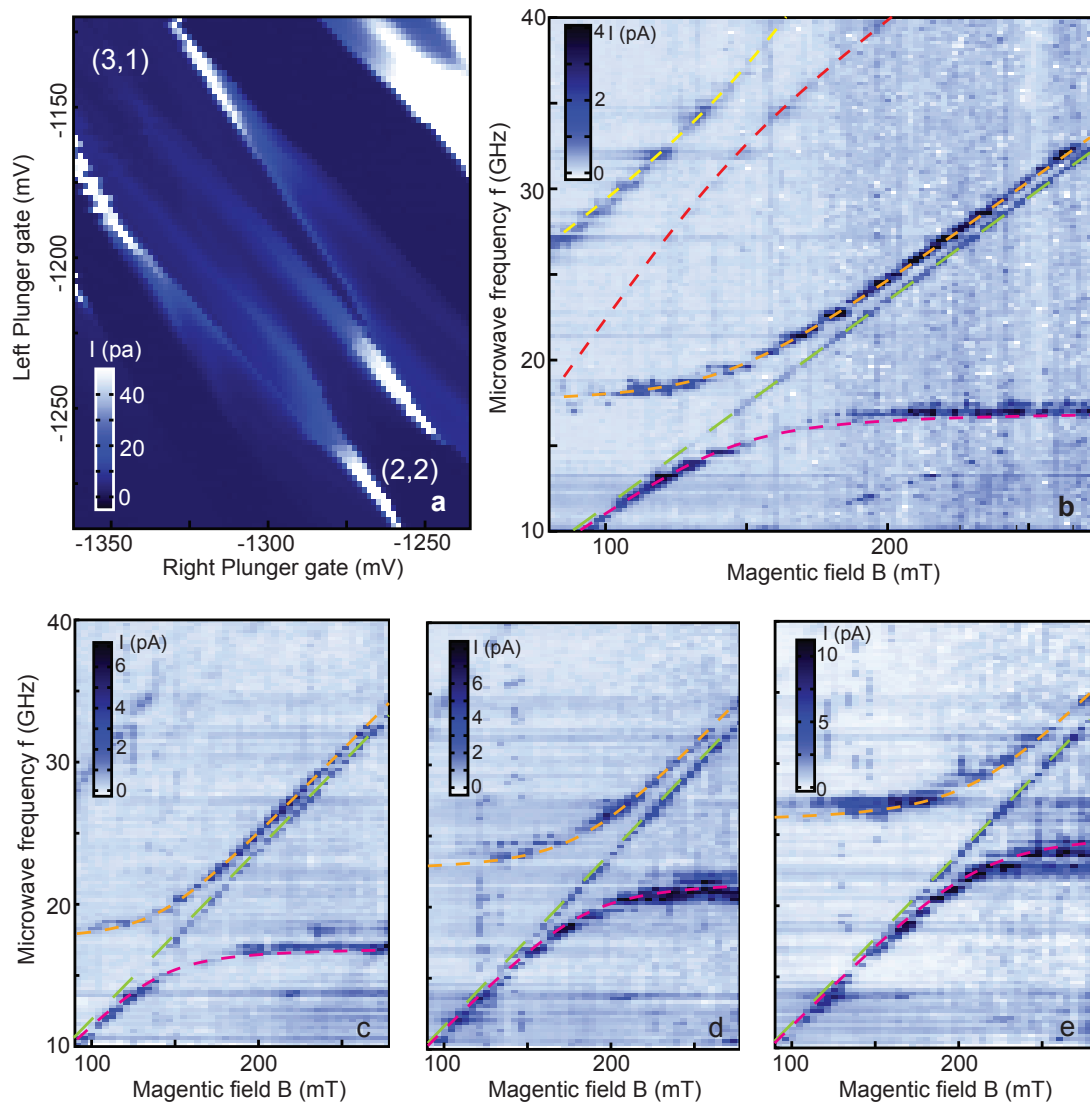 (3,1)
-1150
-1200
-1250
Left Plunger gate (mV)
I (pa)
40
20
0
(2,2)
a
-1350
-1300
-1250
Right Plunger gate (mV)
40
30
20
10
Microwave frequency f (GHz)
4
I (pA)
2
0
b
100
200
Magentic field B (mT)
40
30
20
10
Microwave frequency f (GHz)
I (pA)
6
4
2
0
c
100
200
Magentic field B (mT)
I (pA)
6
4
2
0
d
100
200
Magentic field B (mT)
I (pA)
10
5
0
e
100
200
Magentic field B (mT)